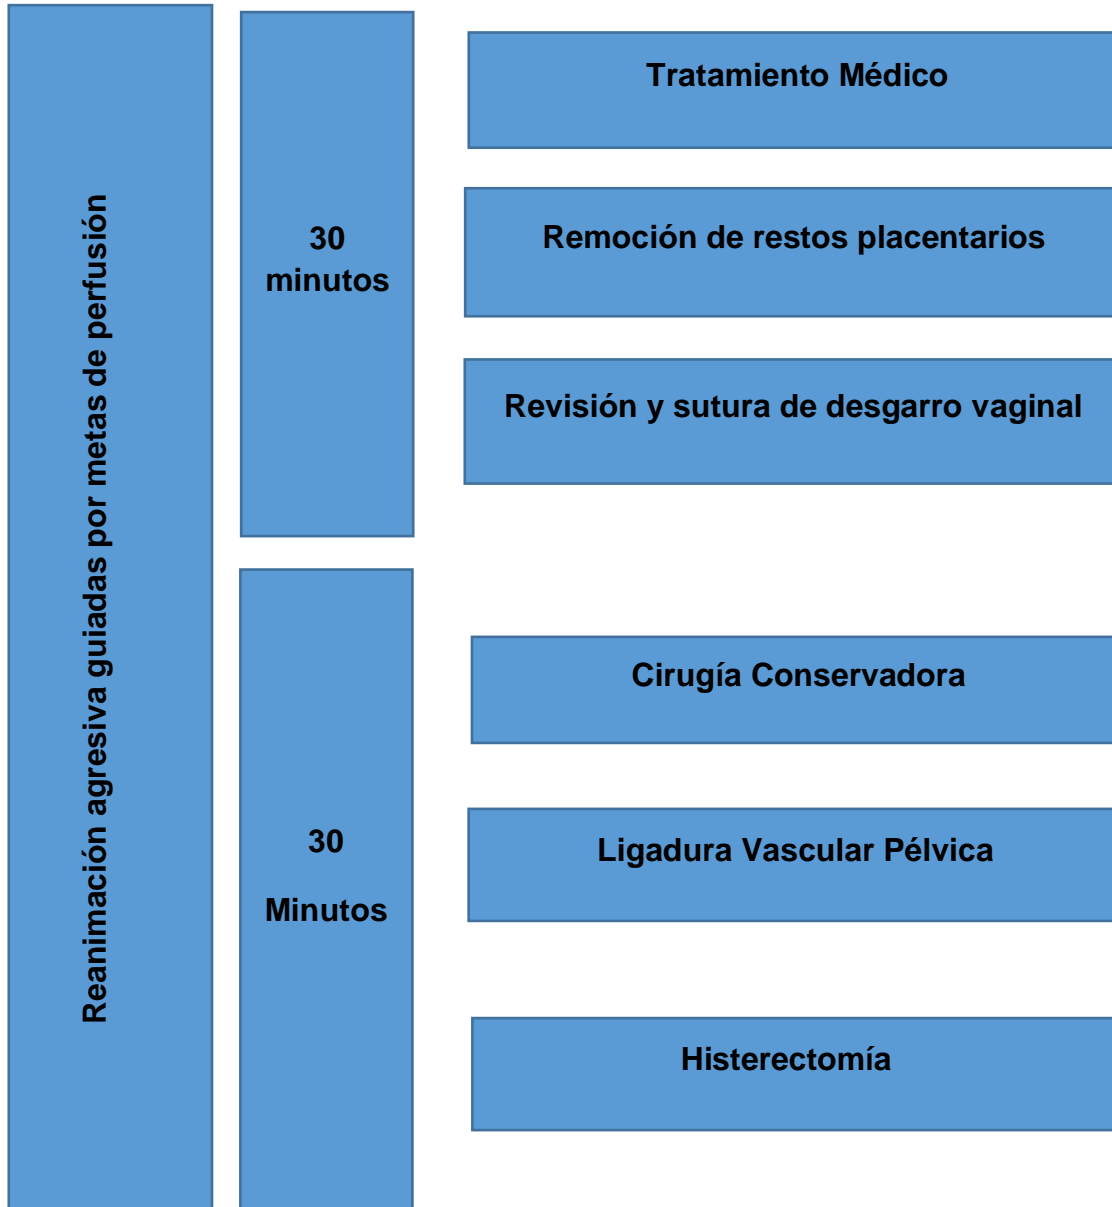 Reanimación agresiva guiadas por metas de perfusión
30
minutos
Tratamiento Médico
Remoción de restos placentarios
Revisión y sutura de desgarro vaginal
30
Minutos
Cirugía Conservadora
Ligadura Vascular Pélvica
Histerectomía